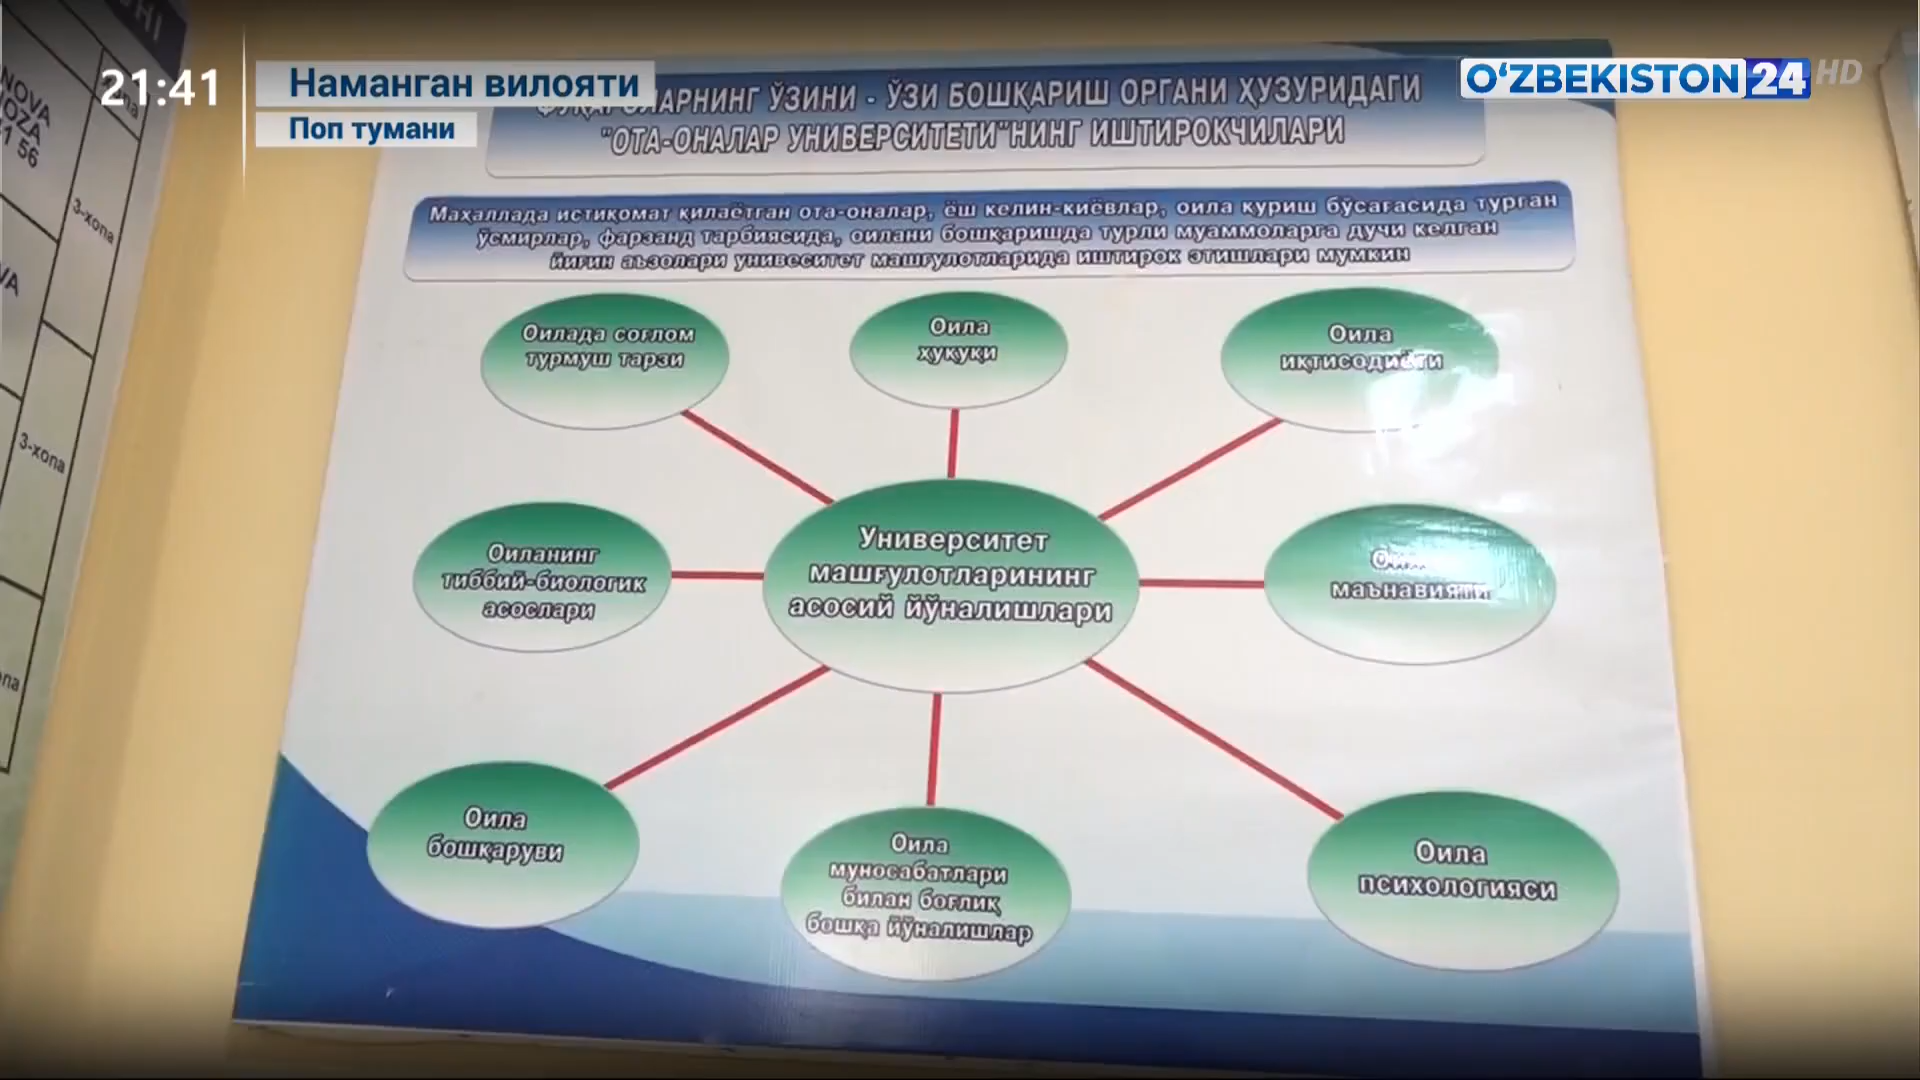 21:41
Наманган вилояти
Поп тумани
O‘ZBEKISTON 24 HD
NOVA
56
3-хона
3-хона
ЎЗИНИ - ЎЗИ БОШҚАРИШ ОРГАНИ ҲУЗУРИДАГИ
"ОТА-ОНАЛАР УНИВЕРСИТЕТИ"НИНГ ИШТИРОКЧИЛАРИ
Маҳаллада истиқомат қилаётган ота-оналар, ёш келин-киёвлар, оила қуриш бўсағасида турган
ўсмирлар, фарзанд тарбиясида, оилани бошқаришда турли муаммоларга дучи келган
йиғин аъзолари унивеситет машғулотларида иштирок этишлари мумкин
Оилада соғлом
турмуш тарзи
Оила
ҳуқуқи
Оила
иқтисодиёти
Оиланинг
тиббий-биологик
асослари
Университет
машғулотларининг
асосий йўналишлари
маънавияти
Оила
бошқаруви
Оила
муносабатлари
билан боғлиқ
бошқа йўналишлар
Оила
психологияси